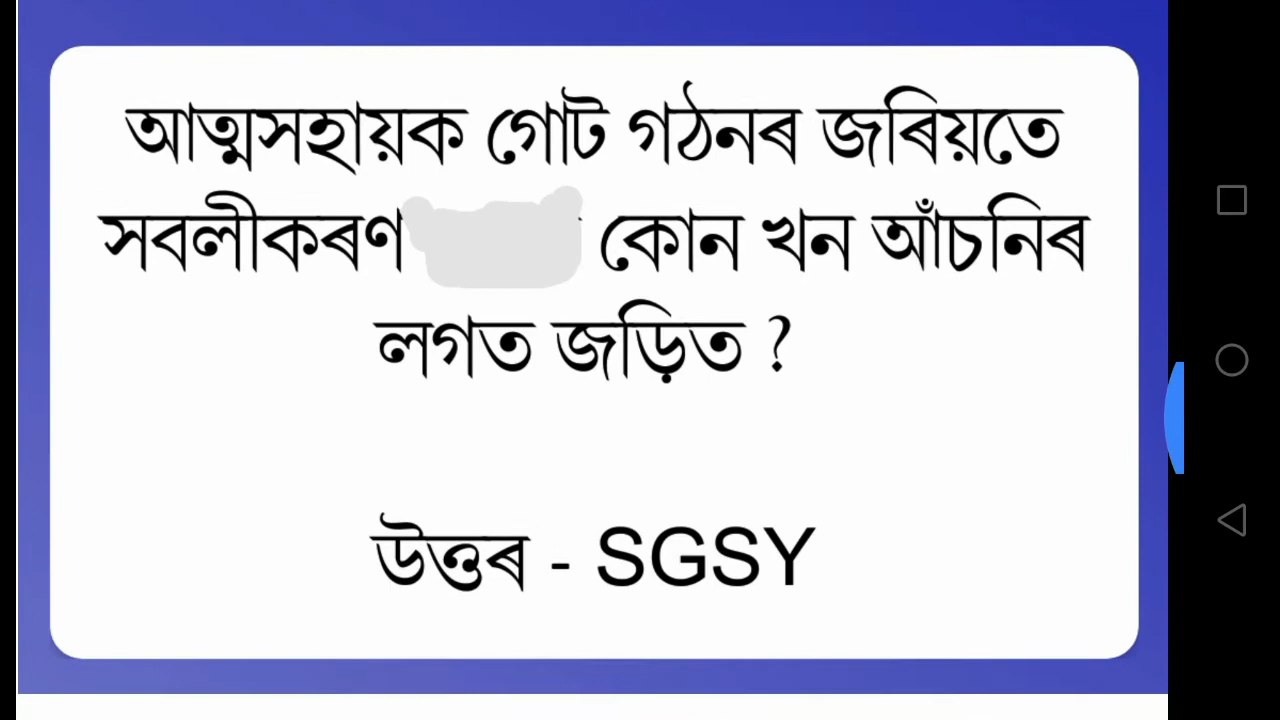 আত্মসহায়ক গোট গঠনৰ জৰিয়তে
সবলীকৰণ কোন খন আঁচনিৰ
লগত জড়িত ?
উত্তৰ - SGSY